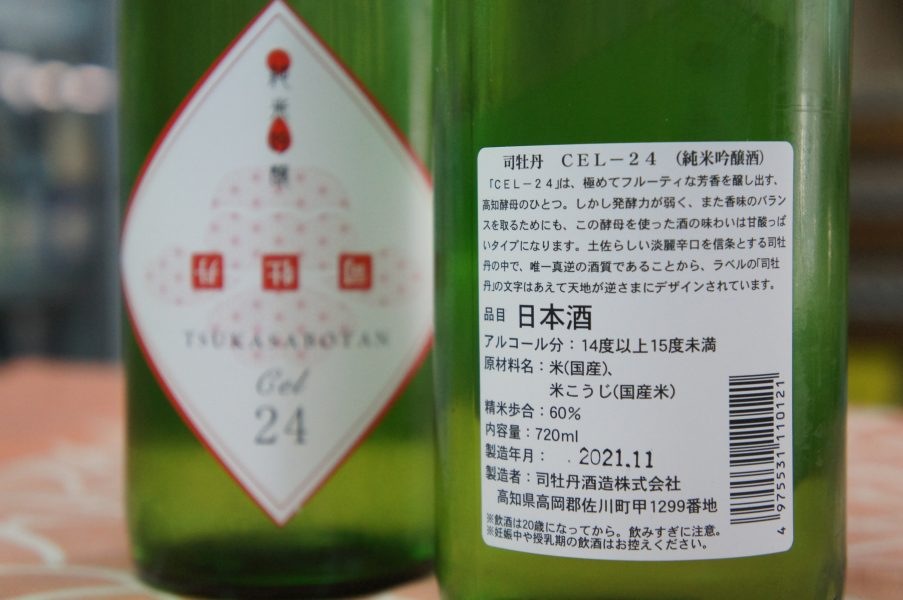 純米
醸
司牡丹
TSUKASABOTAN
Cel
24
司牡丹 CEL－24 （純米吟醸酒）
「CEL－24」は、極めてフルーティな芳香を醸し出す、
高知酵母のひとつ。しかし発酵力が弱く、また香味のバラン
スを取るためにも、この酵母を使った酒の味わいは甘酸っぱ
いタイプになります。土佐らしい淡麗辛口を信条とする司牡
丹の中で、唯一真逆の酒質であることから、ラベルの「司牡
丹」の文字はあえて天地が逆さまにデザインされています。
品目 日本酒
アルコール分：14度以上15度未満
原材料名：米(国産)、
米こうじ(国産米)
精米歩合：60%
内容量：720ml
製造年月： 2021.11
製造者：司牡丹酒造株式会社
高知県高岡郡佐川町甲1299番地
※飲酒は20歳になってから。飲みすぎに注意。
※妊娠中や授乳期の飲酒はお控えください。
4 975531 110121